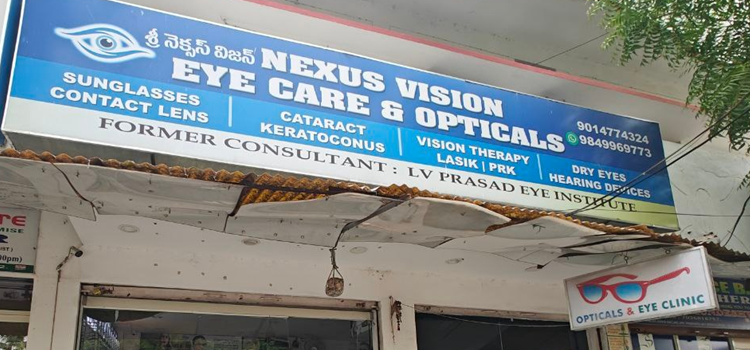 శ్రీ నెక్సస్ విజన్ NEXUS VISION
EYE CARE & OPTICALS
SUNGLASSES
CONTACT LENS
CATARACT
KERATOCONUS
VISION THERAPY
LASIK | PRK
DRY EYES
HEARING DEVICES
9014774324
9849969773
FORMER CONSULTANT : LV PRASAD EYE INSTITUTE
OPTICALS & EYE CLINIC